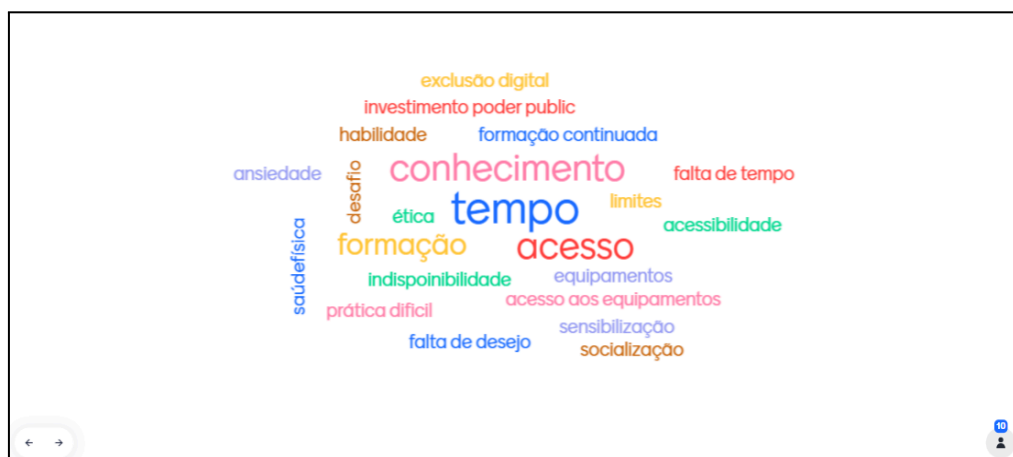 exclusão digital
investimento poder public
habilidade formação continuada
ansiedade desafio conhecimento falta de tempo
ética tempo limites
acessibilidade
saúdefísica formação acesso
indispoinibilidade equipamentos
prática dificil acesso aos equipamentos
sensibilização
falta de desejo socialização
10